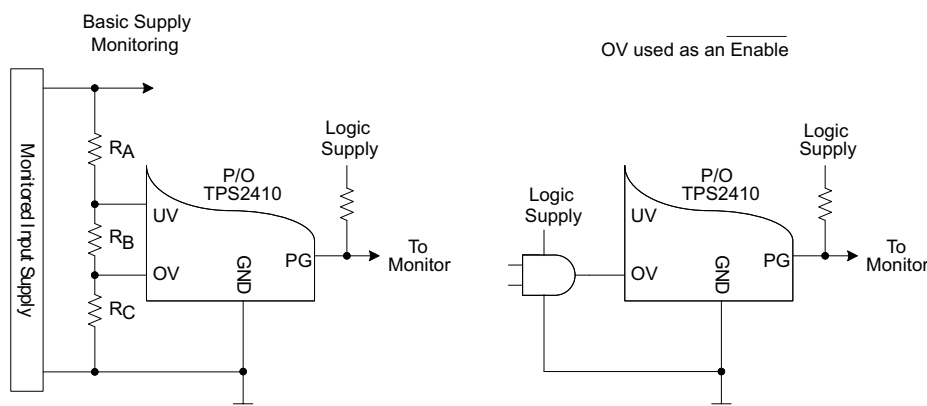 Basic Supply
Monitoring
Monitored Input Supply
RA
RB
RC
P/O
TPS2410
UV
OV
GND
PG
Logic
Supply
To
Monitor
OV used as an Enable
Logic
Supply
P/O
TPS2410
UV
OV
GND
PG
Logic
Supply
To
Monitor